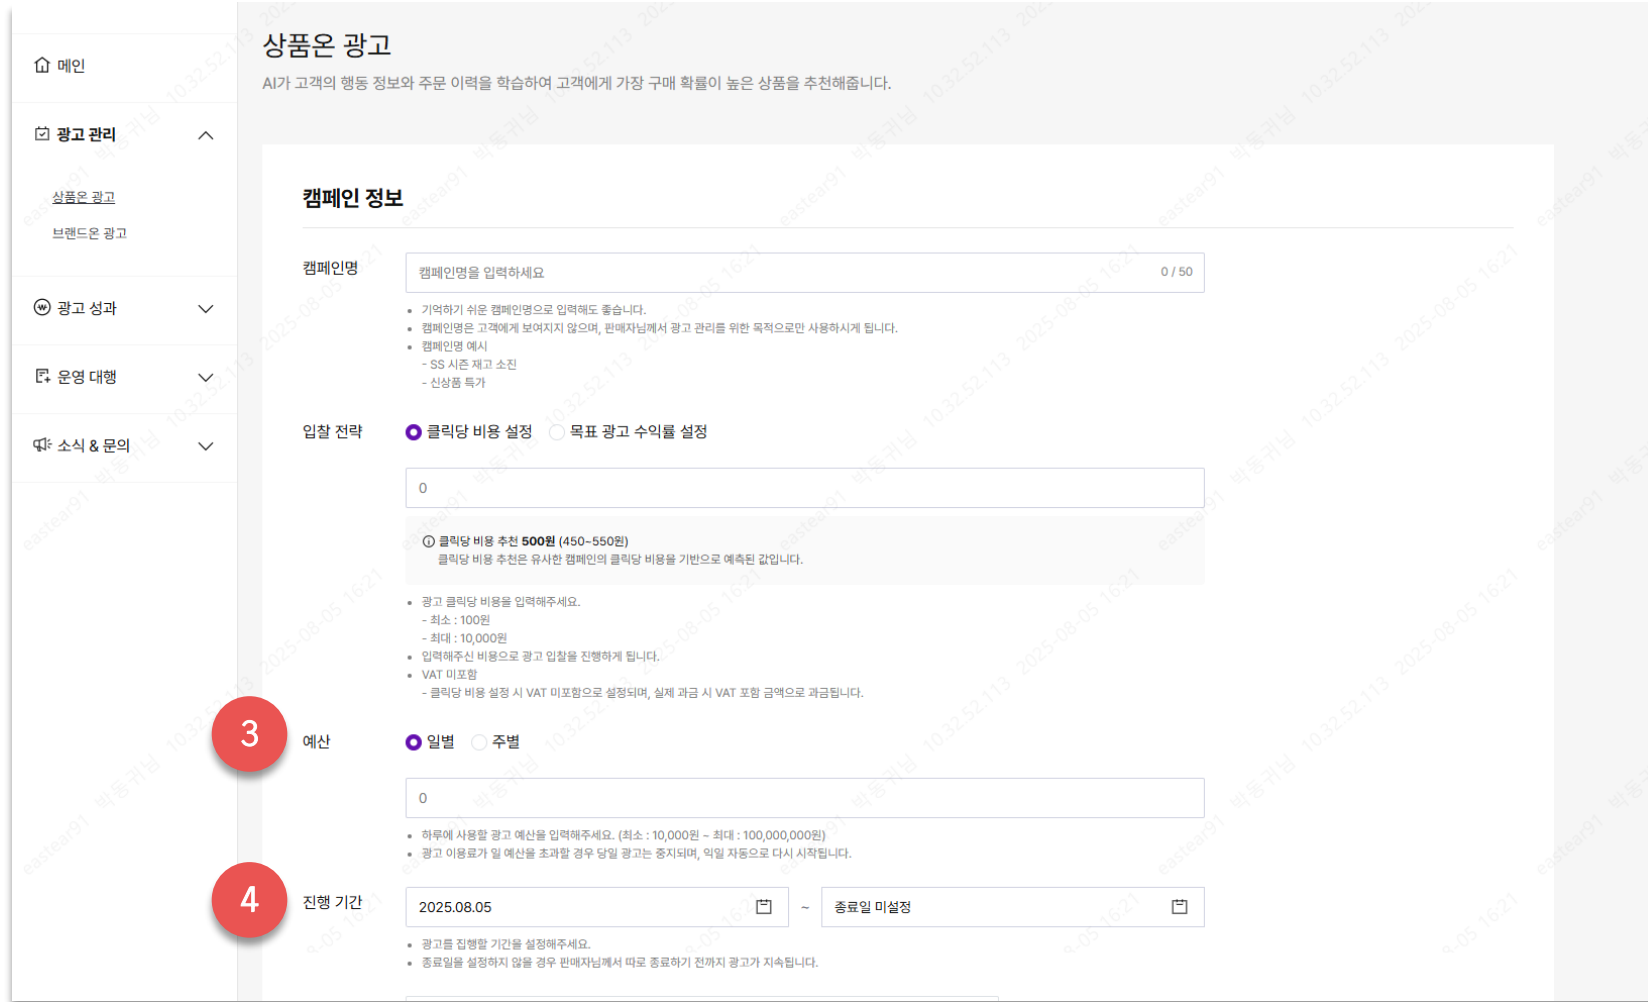 상품온 광고
AI가 고객의 행동 정보와 주문 이력을 학습하여 고객에게 가장 구매 확률이 높은 상품을 추천해줍니다.
메인
광고 관리
상품온 광고
브랜드온 광고
광고 성과
운영 대행
소식 & 문의
캠페인 정보
캠페인명
캠페인명을 입력하세요 0 / 50
• 기억하기 쉬운 캠페인명으로 입력해도 좋습니다.
• 캠페인명은 고객에게 보여지지 않으며, 판매자님께서 광고 관리를 위한 목적으로만 사용하시게 됩니다.
• 캠페인명 예시
- SS 시즌 재고 소진
- 신상품 특가
입찰 전략 클릭당 비용 설정 목표 광고 수익률 설정
0
클릭당 비용 추천 500원 (450~550원)
클릭당 비용 추천은 유사한 캠페인의 클릭당 비용을 기반으로 예측된 값입니다.
• 광고 클릭당 비용을 입력해주세요.
- 최소 : 100원
- 최대 : 10,000원
• 입력해주신 비용으로 광고 입찰을 진행하게 됩니다.
• VAT 미포함
- 클릭당 비용 설정 시 VAT 미포함으로 설정되며, 실제 과금 시 VAT 포함 금액으로 과금됩니다.
3
예산 일별 주별
0
• 하루에 사용할 광고 예산을 입력해주세요. (최소 : 10,000원 ~ 최대 : 100,000,000원)
• 광고 이용료가 일 예산을 초과할 경우 당일 광고는 중지되며, 익일 자동으로 다시 시작됩니다.
4
진행 기간 2025.08.05 ~ 종료일 미설정
• 광고를 집행할 기간을 설정해주세요.
• 종료일을 설정하지 않을 경우 판매자님께서 따로 종료하기 전까지 광고가 지속됩니다.
eastear91 박동귀님 10.32.52.113 2025-08-05 16:21